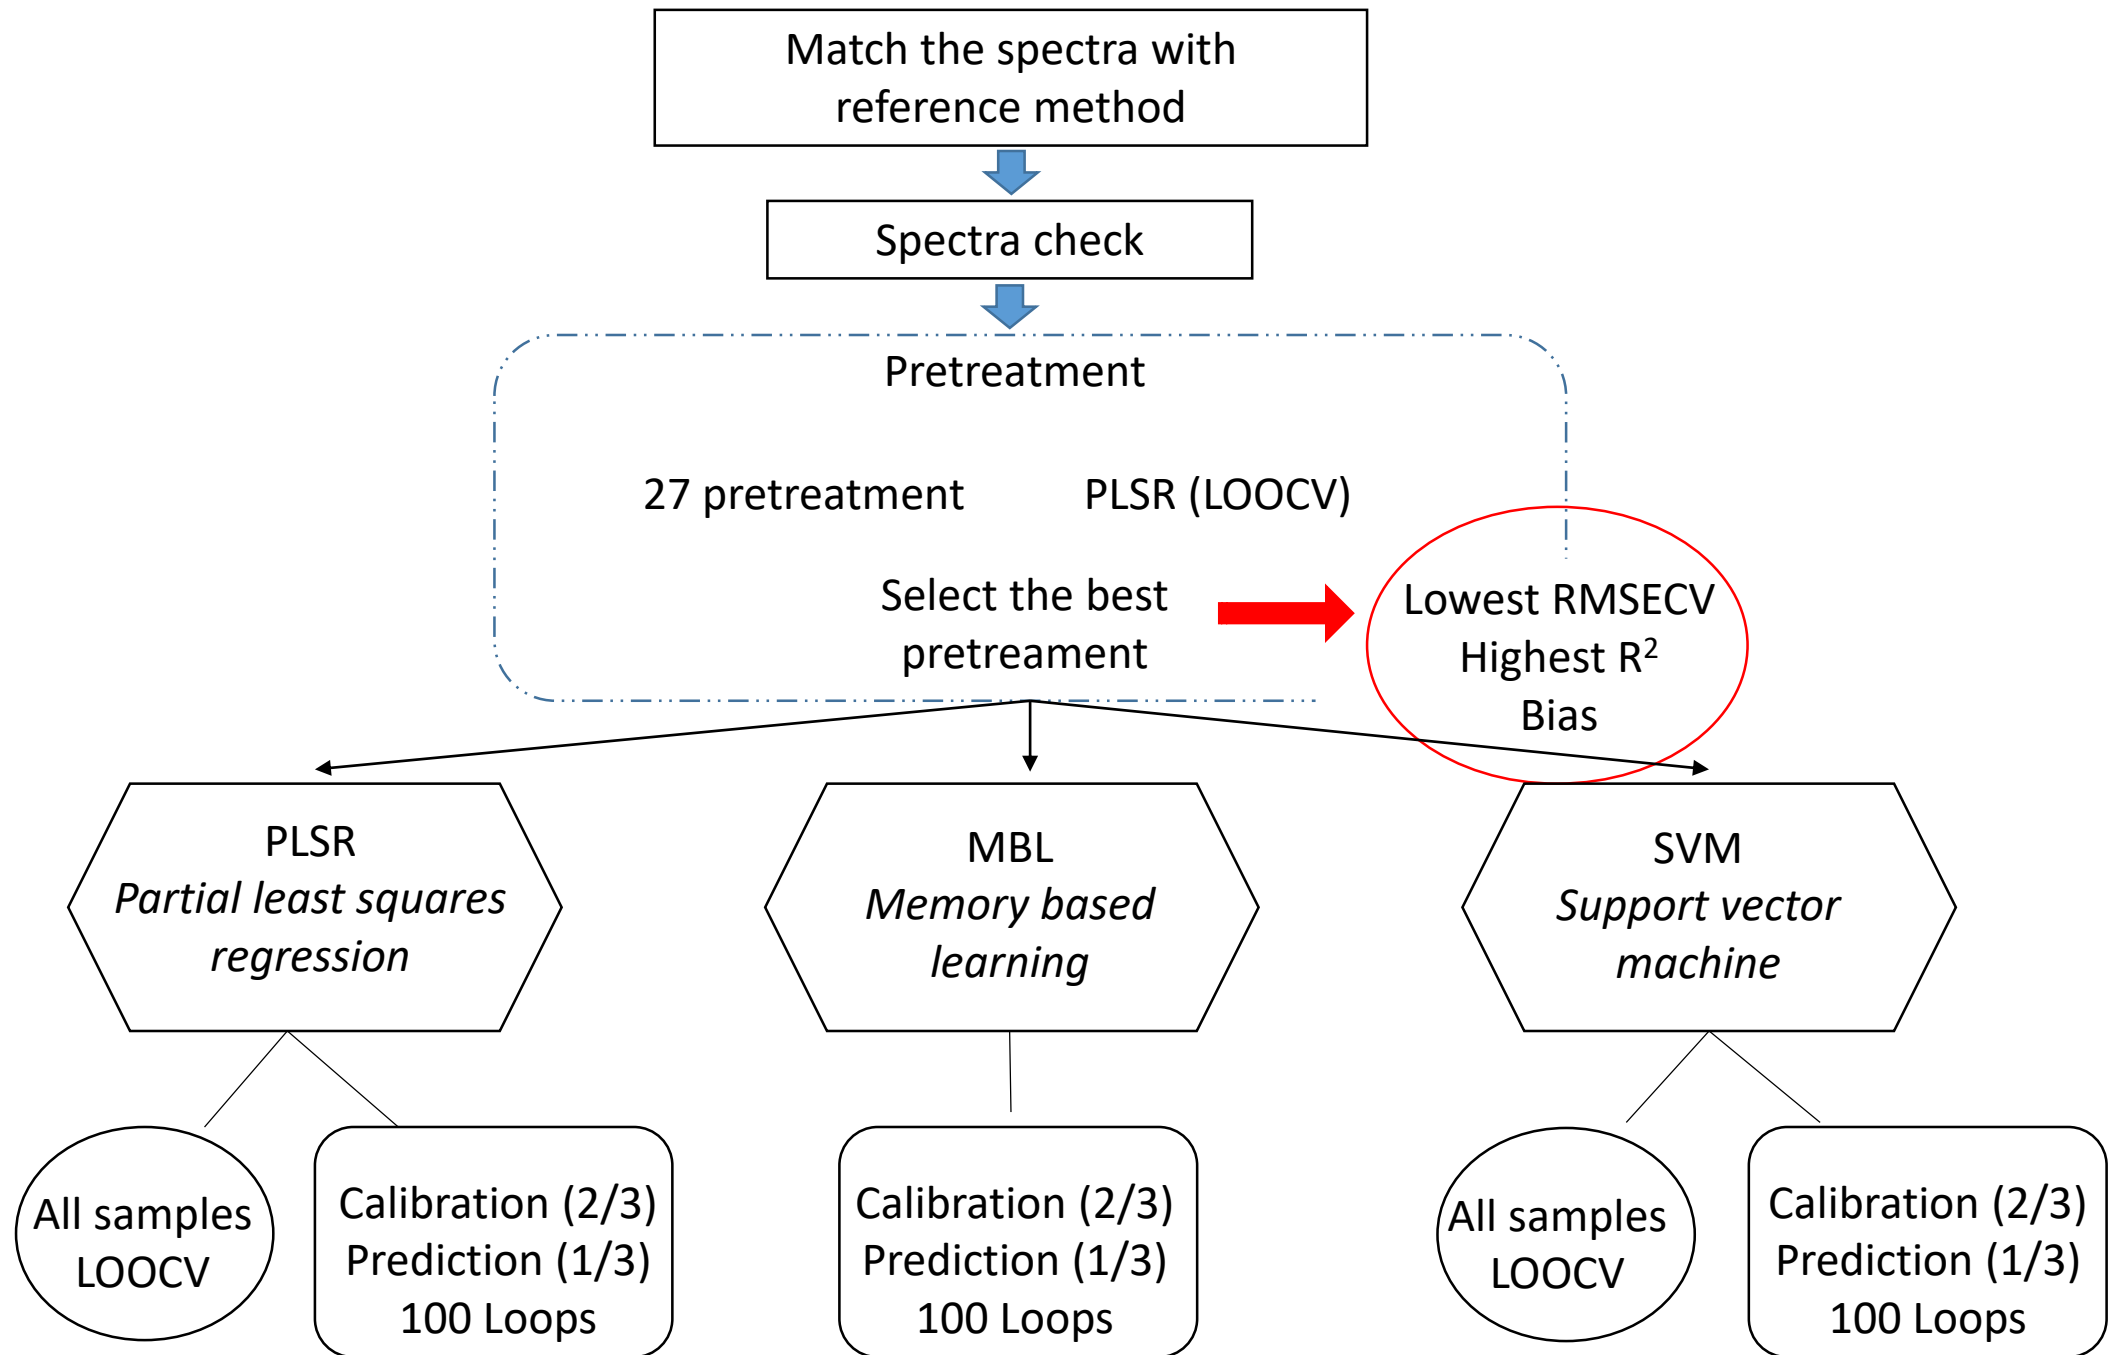 Match the spectra with
reference method
Spectra check
Pretreatment
27 pretreatment
PLSR (LOOCV)
Select the best
pretreament
Lowest RMSECV
Highest R²
Bias
PLSR
Partial least squares
regression
MBL
Memory based
learning
SVM
Support vector
machine
All samples
LOOCV
Calibration (2/3)
Prediction (1/3)
100 Loops
Calibration (2/3)
Prediction (1/3)
100 Loops
All samples
LOOCV
Calibration (2/3)
Prediction (1/3)
100 Loops